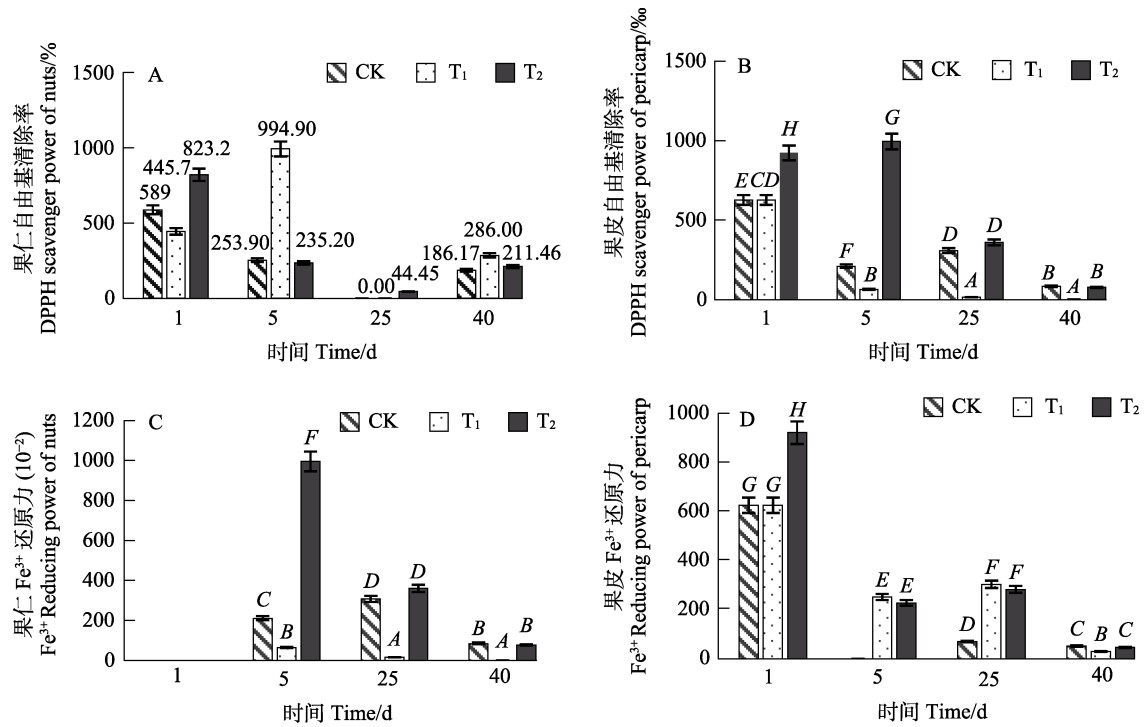 果仁自由基清除率
DPPH scavenger power of nuts/%
A
CK T₁ T₂
1500
1000
500
0
589
445.7
823.2
253.90
994.90
235.20
0.00
44.45
186.17
286.00
211.46
1 5 25 40
时间 Time/d
果皮自由基清除率
DPPH scavenger power of pericarp/‰
B
CK T₁ T₂
1500
1000
500
0
E CD H
F B G
D A D
B A B
1 5 25 40
时间 Time/d
果仁 Fe³⁺ 还原力 (10⁻²)
Fe³⁺ Reducing power of nuts
C
CK T₁ T₂
1200
1000
800
600
400
200
0
C B F
D A D
B A B
1 5 25 40
时间 Time/d
果皮 Fe³⁺ 还原力
Fe³⁺ Reducing power of pericarp
D
CK T₁ T₂
1000
800
600
400
200
0
G G H
E E
D F F
C B C
1 5 25 40
时间 Time/d